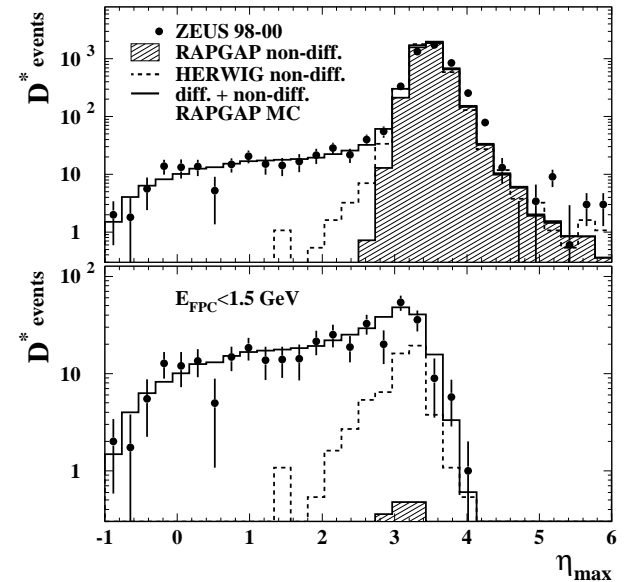 D* events
ZEUS 98-00
RAPGAP non-diff.
HERWIG non-diff.
diff. + non-diff.
RAPGAP MC
10³
10²
10
1
D* events
E_FPC<1.5 GeV
10²
10
1
-1 0 1 2 3 4 5 6
η_max